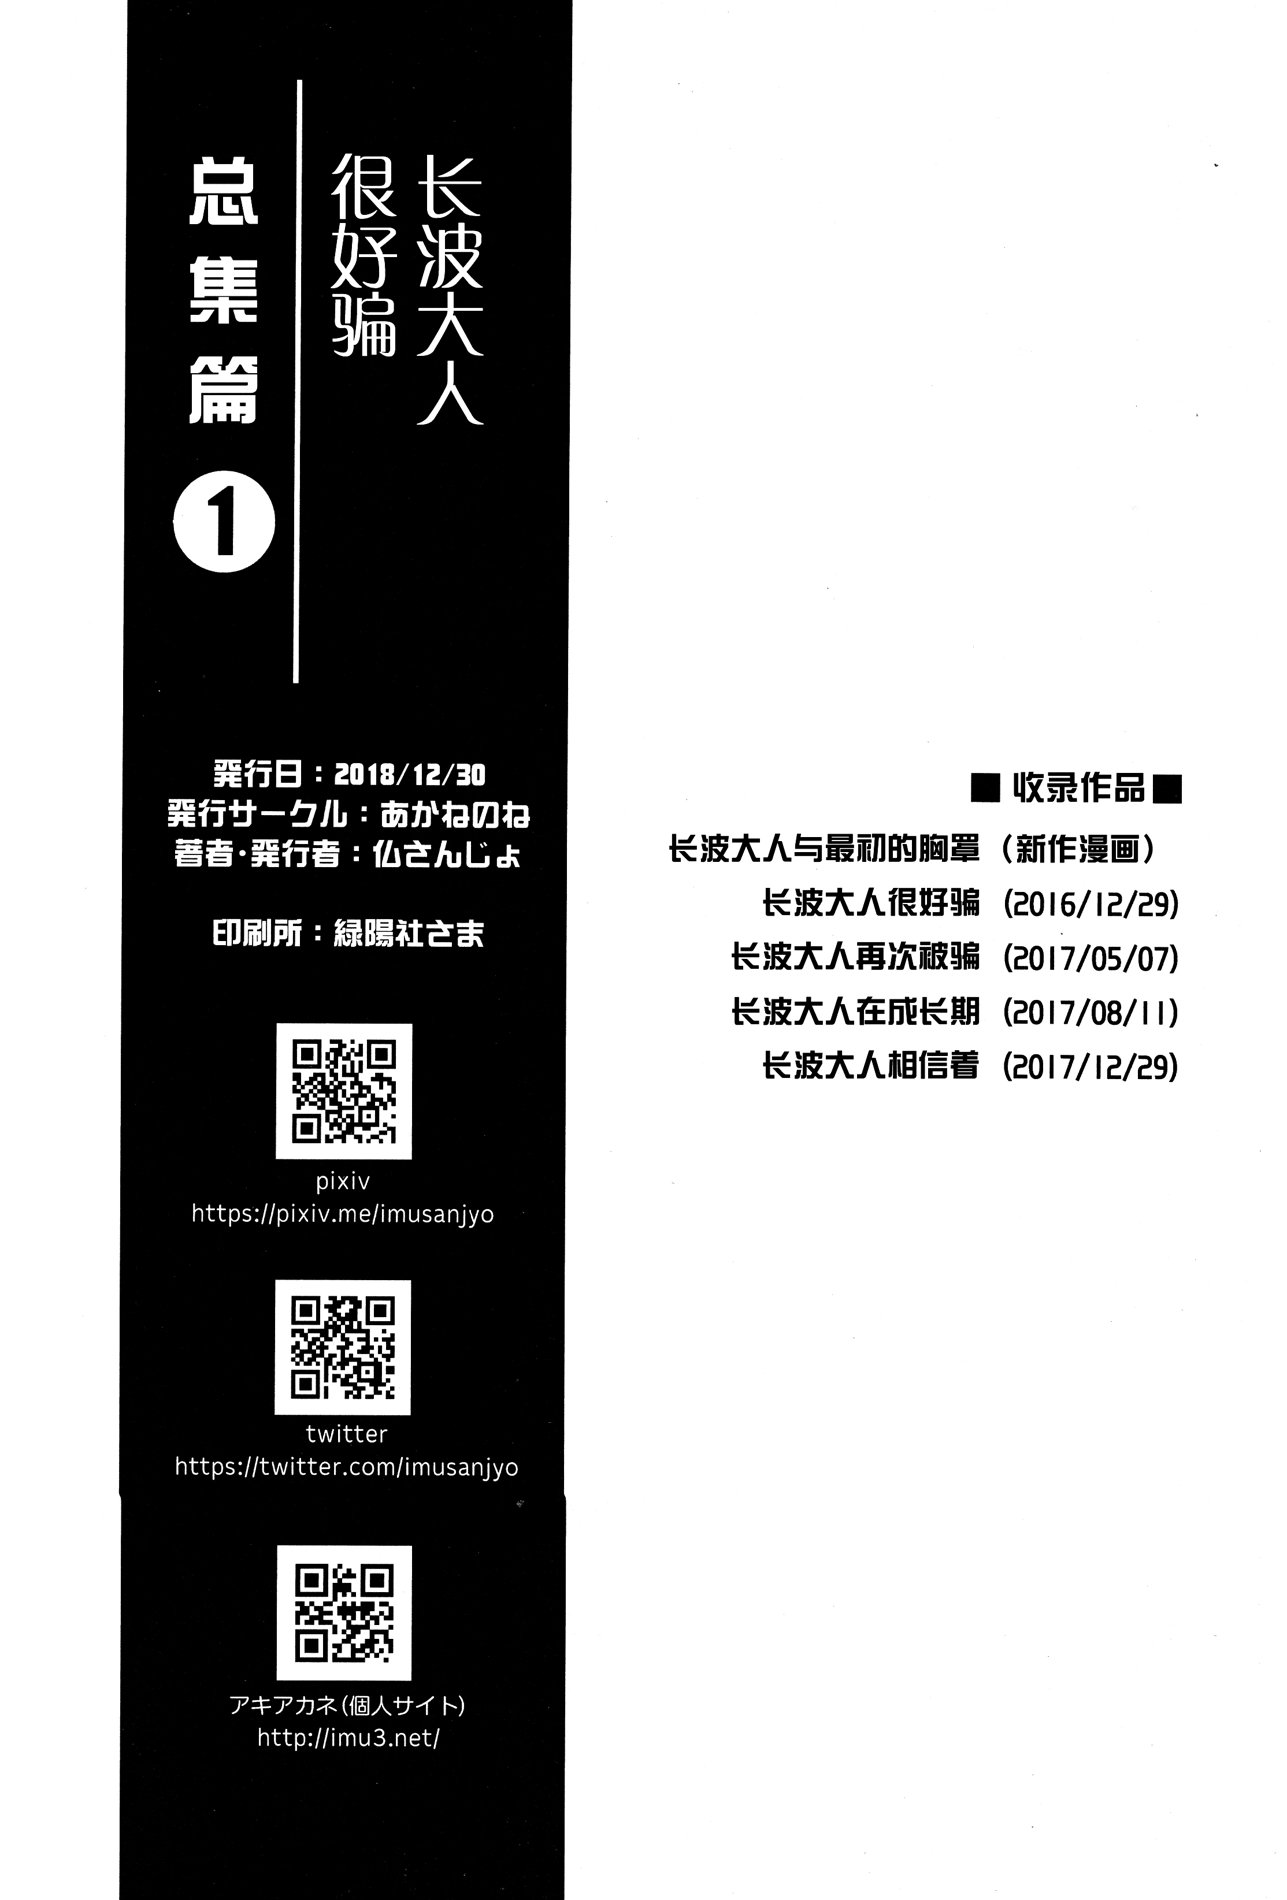 长波大人
很好骗
总集篇
1
発行日：2018/12/30
発行サークル：あかねのね
著者・発行者：仏さんじょ
印刷所：緑陽社さま
pixiv
https://pixiv.me/imusanjyo
twitter
https://twitter.com/imusanjyo
アキアカネ(個人サイト)
http://imu3.net/
■ 收录作品■
长波大人与最初的胸罩（新作漫画）
长波大人很好骗 (2016/12/29)
长波大人再次被骗 (2017/05/07)
长波大人在成长期 (2017/08/11)
长波大人相信着 (2017/12/29)